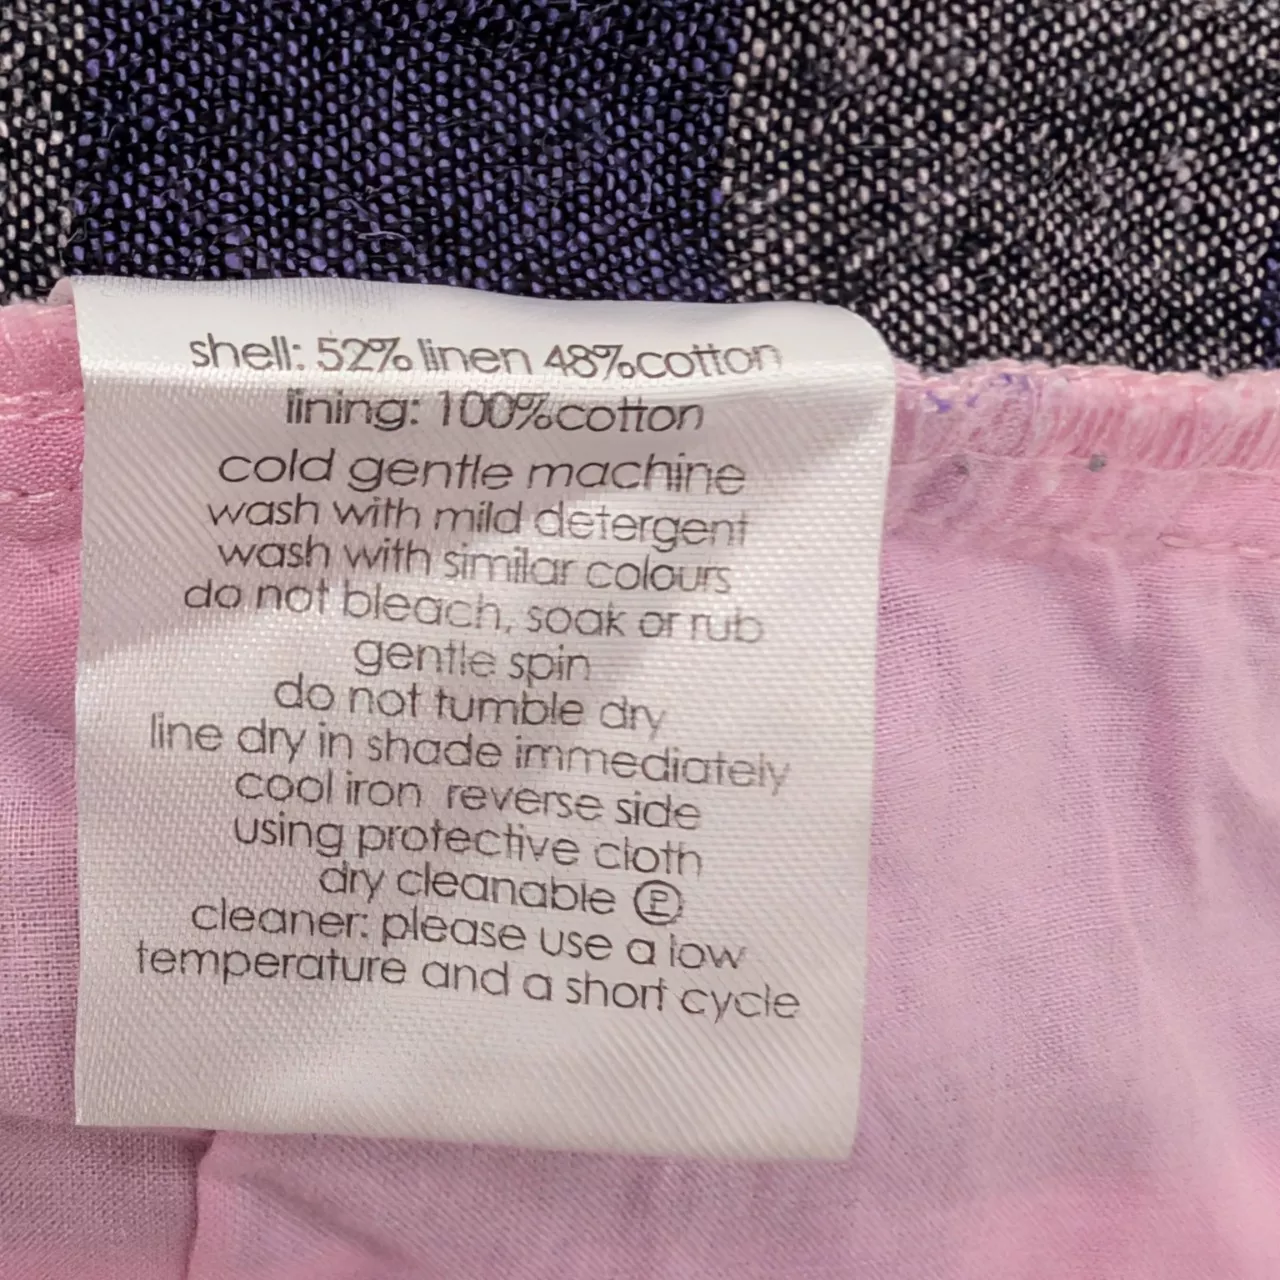 shell: 52% linen 48%cotton
lining: 100%cotton
cold gentle machine
wash with mild detergent
wash with similar colours
do not bleach, soak or rub
gentle spin
do not tumble dry
line dry in shade immediately
cool iron reverse side
using protective cloth
dry cleanable Ⓟ
cleaner: please use a low
temperature and a short cycle